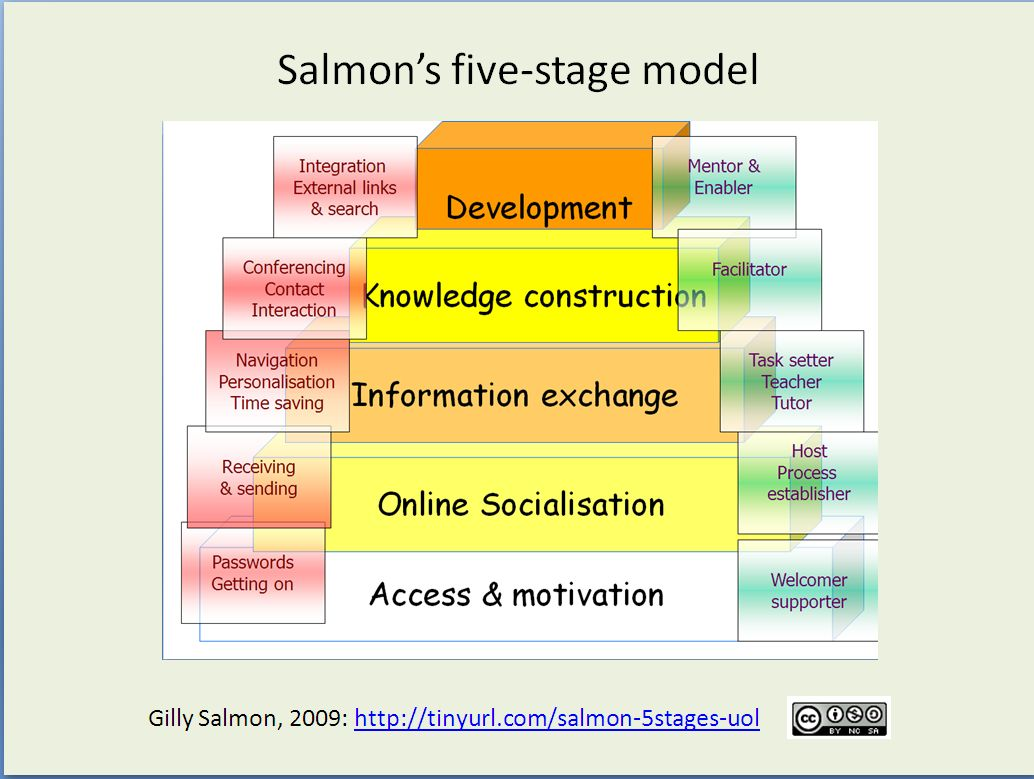 Salmon's five-stage model
Integration
External links
& search
Development
Mentor &
Enabler
Conferencing
Contact
Interaction
Knowledge construction
Facilitator
Navigation
Personalisation
Time saving
Information exchange
Task setter
Teacher
Tutor
Receiving
& sending
Online Socialisation
Host
Process
establisher
Passwords
Getting on
Access & motivation
Welcomer
supporter
Gilly Salmon, 2009: http://tinyurl.com/salmon-5stages-uol
cc
BY NC SA